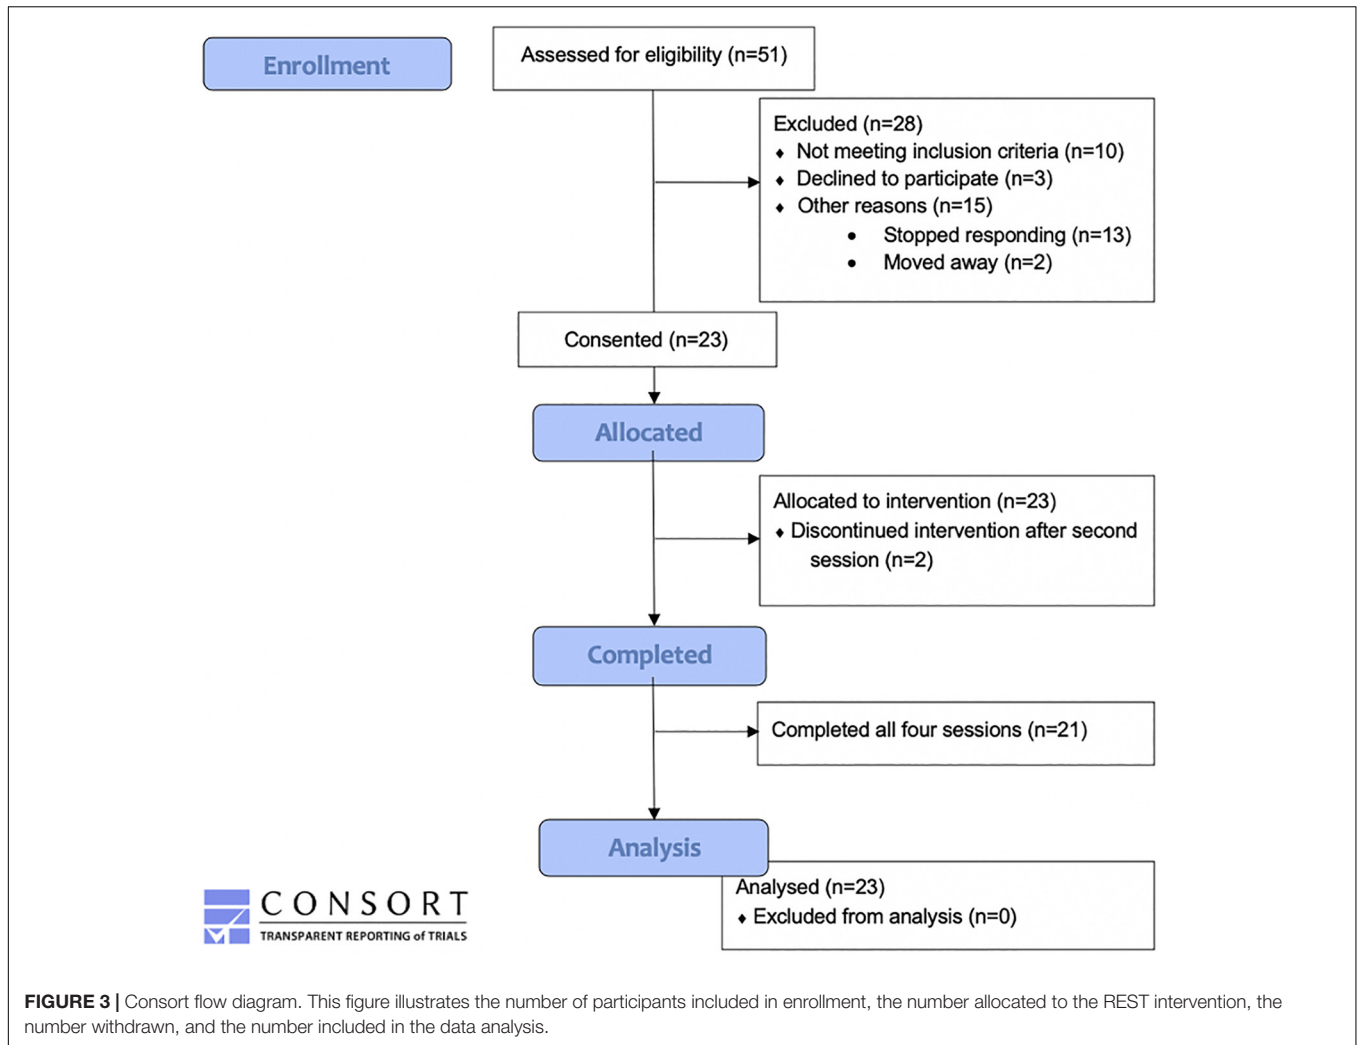 Enrollment
Assessed for eligibility (n=51)
Excluded (n=28)
♦ Not meeting inclusion criteria (n=10)
♦ Declined to participate (n=3)
♦ Other reasons (n=15)
• Stopped responding (n=13)
• Moved away (n=2)
Consented (n=23)
Allocated
Allocated to intervention (n=23)
♦ Discontinued intervention after second
session (n=2)
Completed
Completed all four sessions (n=21)
Analysis
Analysed (n=23)
♦ Excluded from analysis (n=0)
CONSORT
TRANSPARENT REPORTING of TRIALS
FIGURE 3 | Consort flow diagram. This figure illustrates the number of participants included in enrollment, the number allocated to the REST intervention, the
number withdrawn, and the number included in the data analysis.